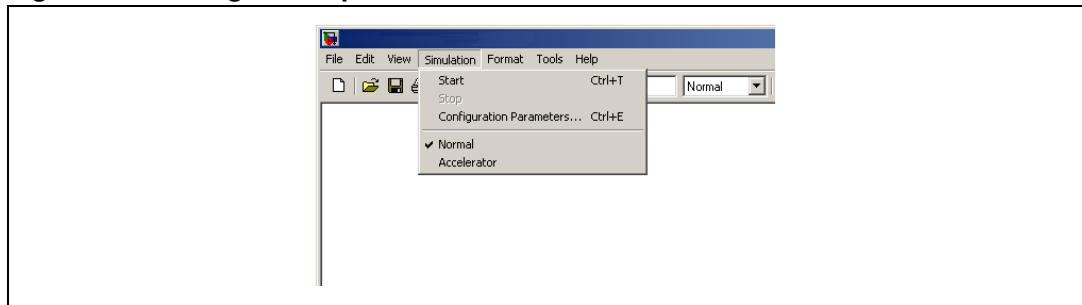 File Edit View Simulation Format Tools Help
Normal
Start Ctrl+T
Stop
Configuration Parameters... Ctrl+E
✔ Normal
Accelerator